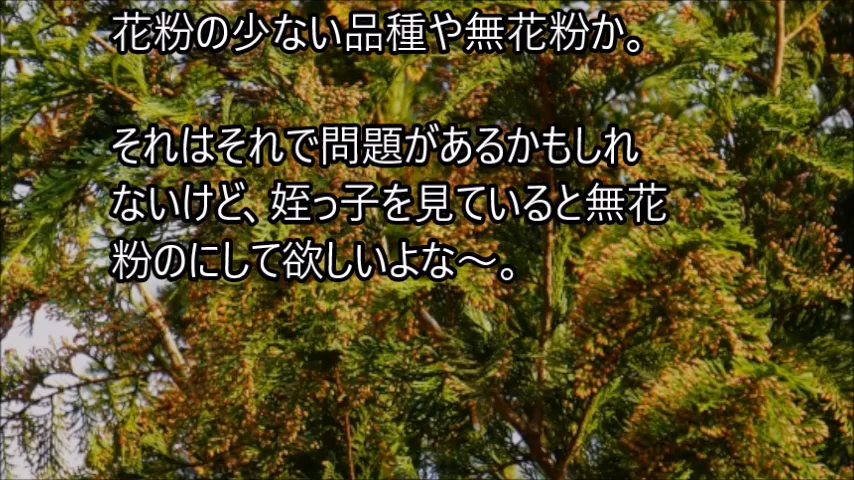 花粉の少ない品種や無花粉か。
それはそれで問題があるかもしれ
ないけど、姪っ子を見ていると無花
粉のにして欲しいよな～。